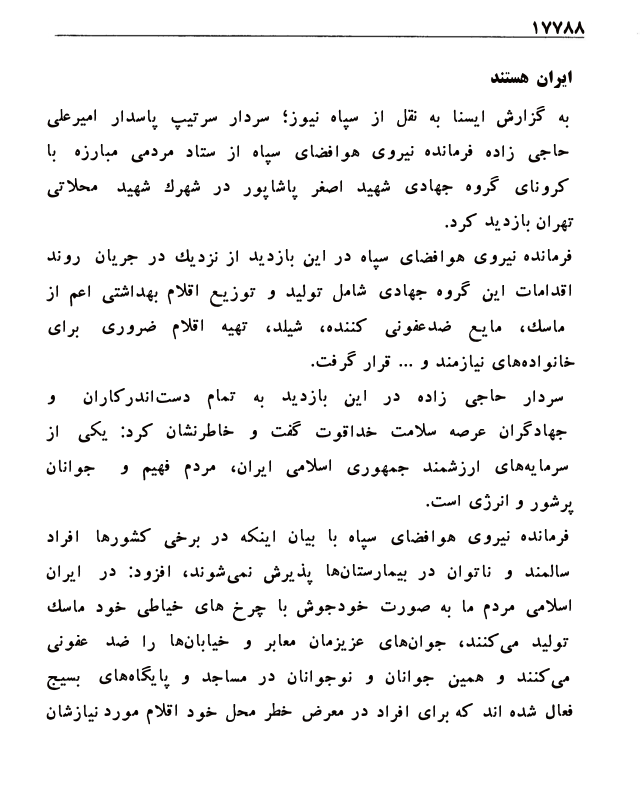 ۱۷۷۸۸
ایران هستند
به گزارش ایسنا به نقل از سپاه نیوز؛ سردار سرتیپ پاسدار امیرعلی
حاجی زاده فرمانده نیروی هوافضای سپاه از ستاد مردمی مبارزه با
کرونای گروه جهادی شهید اصغر پاشاپور در شهرك شهید محلاتی
تهران بازدید کرد.
فرمانده نیروی هوافضای سپاه در این بازدید از نزدیك در جریان روند
اقدامات این گروه جهادی شامل تولید و توزیع اقلام بهداشتی اعم از
ماسك، مایع ضدعفونی کننده، شیلد، تهیه اقلام ضروری برای
خانواده‌های نیازمند و ... قرار گرفت.
سردار حاجی زاده در این بازدید به تمام دست‌اندرکاران و
جهادگران عرصه سلامت خداقوت گفت و خاطرنشان کرد: یکی از
سرمایه‌های ارزشمند جمهوری اسلامی ایران، مردم فهیم و جوانان
پرشور و انرژی است.
فرمانده نیروی هوافضای سپاه با بیان اینکه در برخی کشورها افراد
سالمند و ناتوان در بیمارستان‌ها پذیرش نمی‌شوند، افزود: در ایران
اسلامی مردم ما به صورت خودجوش با چرخ های خیاطی خود ماسك
تولید می‌کنند، جوان‌های عزیزمان معابر و خیابان‌ها را ضد عفونی
می‌کنند و همین جوانان و نوجوانان در مساجد و پایگاه‌های بسیج
فعال شده اند که برای افراد در معرض خطر محل خود اقلام مورد نیازشان